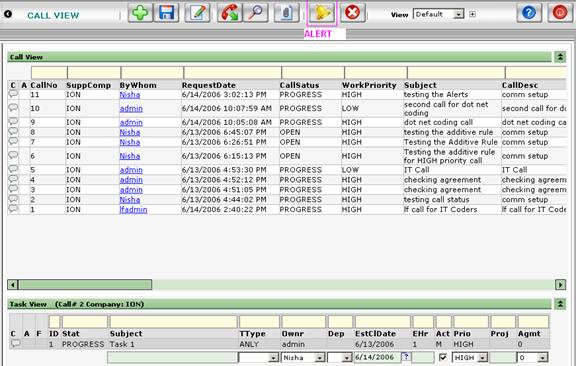 CALL VIEW View Default
ALERT
Call View
C A CallNo SuppComp ByWhom RequestDate CallSatus WorkPriority Subject CallDesc
11 ION Nisha 6/14/2006 3:02:13 PM PROGRESS HIGH testing the Alerts comm setup
10 ION admin 6/14/2006 10:07:59 AM PROGRESS LOW second call for dot net coding second call for dot net coding
9 ION admin 6/14/2006 10:05:08 AM PROGRESS HIGH dot net coding call dot net coding ca
8 ION Nisha 6/13/2006 6:45:07 PM OPEN HIGH testing the additive rule comm setup
7 ION Nisha 6/13/2006 6:26:51 PM OPEN HIGH Testing the Additive Rule comm setup
6 ION Nisha 6/13/2006 6:15:13 PM OPEN HIGH Testing the additive rule for HIGH priority call comm setup
5 ION admin 6/13/2006 4:53:30 PM PROGRESS LOW IT Call IT Call
4 ION admin 6/13/2006 4:52:12 PM PROGRESS HIGH checking agreement checking agreem
3 ION admin 6/13/2006 4:51:05 PM PROGRESS HIGH checking agreement checking agreem
2 ION Nisha 6/13/2006 4:44:02 PM PROGRESS HIGH testing call status comm setup
1 ION lfadmin 6/13/2006 2:40:22 PM PROGRESS HIGH lf call for IT Coders lf call for IT Cod
Task View (Call# 2 Company: ION)
C A F ID Stat Subject TType Ownr Dep EstClDate EHr Act Prio Proj Agmt
1 PROGRESS Task 1 ANLY admin 6/13/2006 1 M HIGH 0
Nisha 6/14/2006 ? HIGH 0